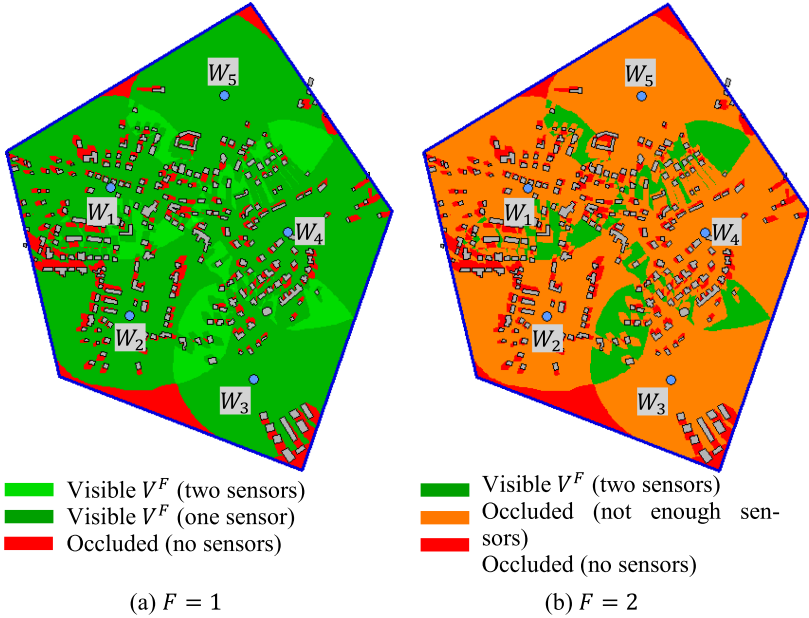 W5
W1
W4
W2
W3
Visible V^F (two sensors)
Visible V^F (one sensor)
Occluded (no sensors)
(a) F = 1
W5
W1
W4
W2
W3
Visible V^F (two sensors)
Occluded (not enough sen-
sors)
Occluded (no sensors)
(b) F = 2